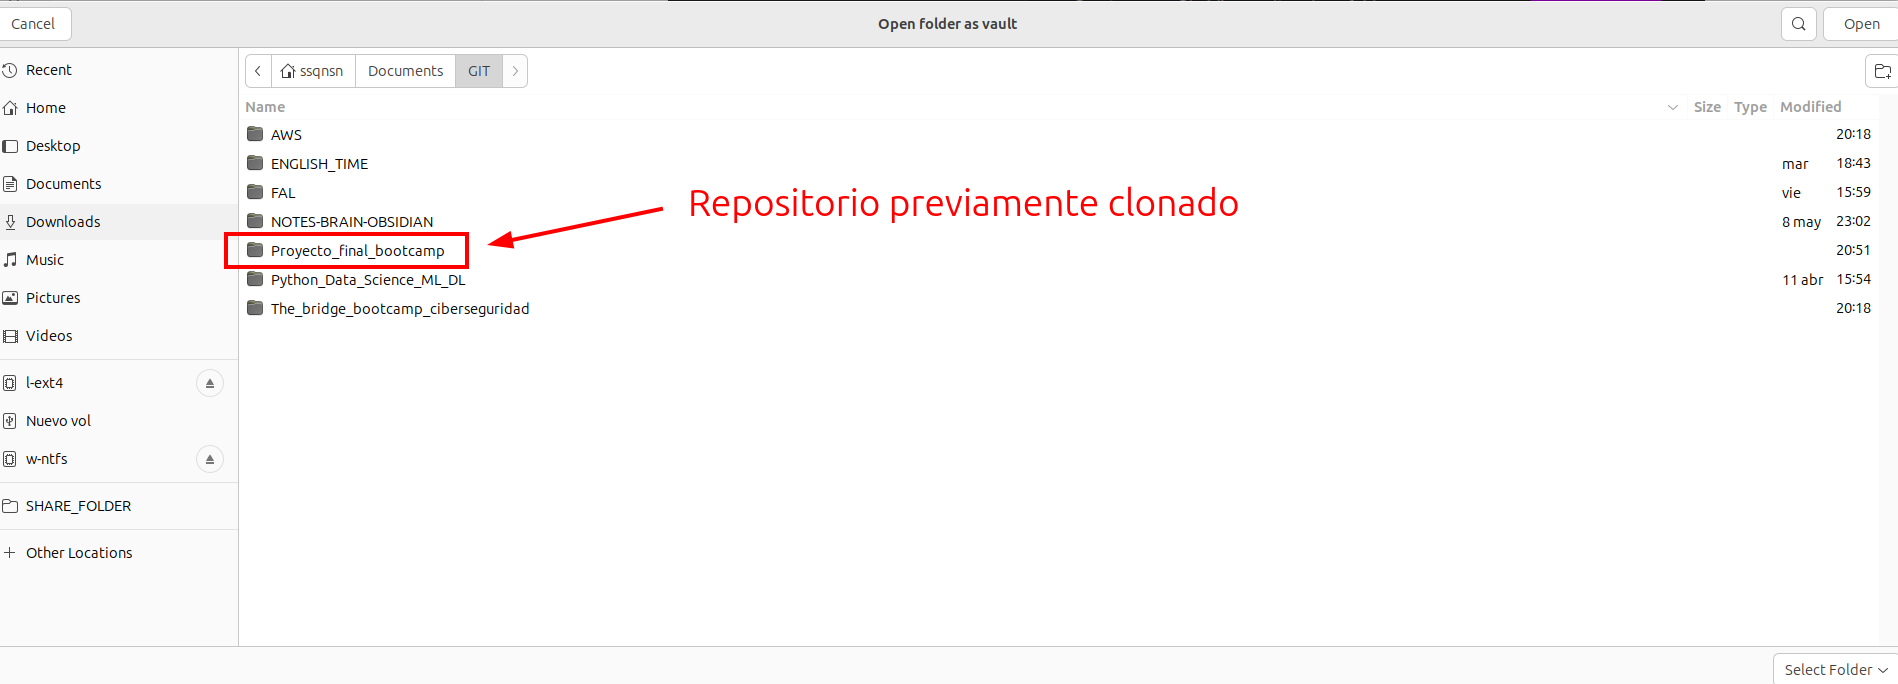 Cancel
Open folder as vault
Open
Recent
Home
Desktop
Documents
Downloads
Music
Pictures
Videos
l-ext4
Nuevo vol
w-ntfs
SHARE_FOLDER
Other Locations
ssqnsn Documents GIT
Name Size Type Modified
AWS 20:18
ENGLISH_TIME mar 18:43
FAL vie 15:59
NOTES-BRAIN-OBSIDIAN 8 may 23:02
Proyecto_final_bootcamp 20:51
Python_Data_Science_ML_DL 11 abr 15:54
The_bridge_bootcamp_ciberseguridad 20:18
Repositorio previamente clonado
Select Folder